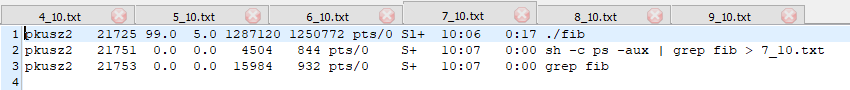 4_10.txt 5_10.txt 6_10.txt 7_10.txt 8_10.txt 9_10.txt
1 pkusz2 21725 99.0 5.0 1287120 1250772 pts/0 Sl+ 10:06 0:17 ./fib
2 pkusz2 21751 0.0 0.0 4504 844 pts/0 S+ 10:07 0:00 sh -c ps -aux | grep fib > 7_10.txt
3 pkusz2 21753 0.0 0.0 15984 932 pts/0 S+ 10:07 0:00 grep fib
4